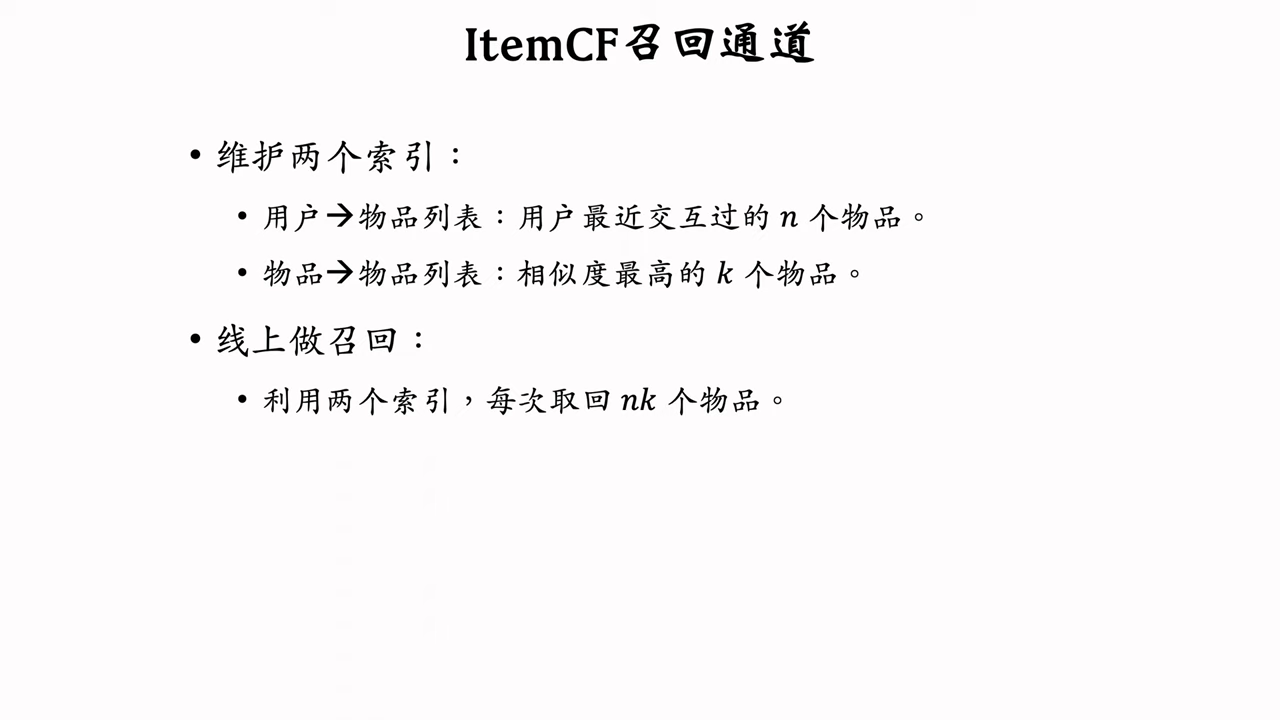 ItemCF召回通道
• 维护两个索引：
• 用户→物品列表：用户最近交互过的 n 个物品。
• 物品→物品列表：相似度最高的 k 个物品。
• 线上做召回：
• 利用两个索引，每次取回 nk 个物品。